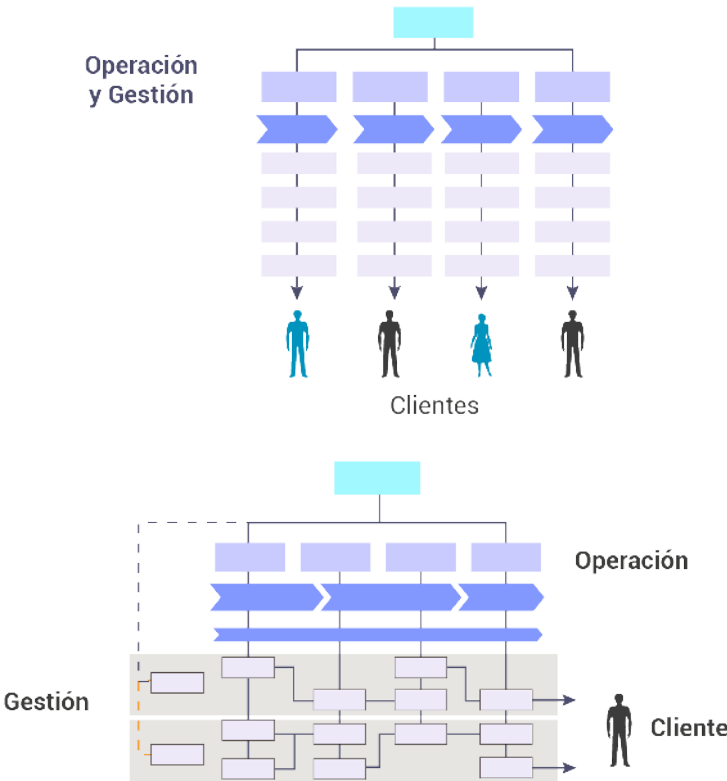 Operación
y Gestión
Clientes
Operación
Gestión
Cliente